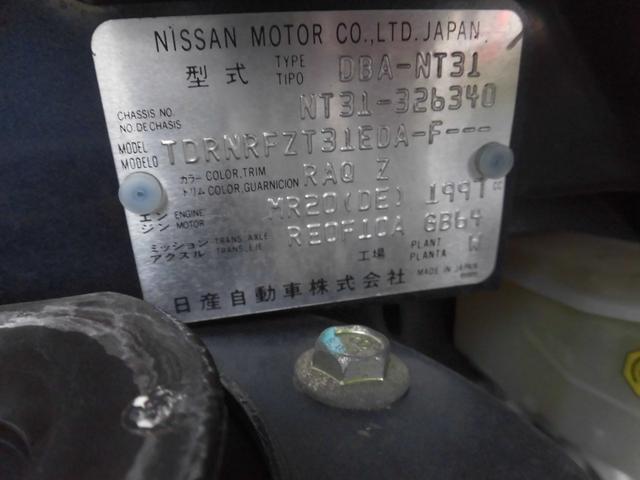 NISSAN MOTOR CO.,LTD.JAPAN.
型式 TYPE TIPO DBA-NT31
CHASSIS NO. NO.DE CHASIS NT31-326340
MODEL MODELO TDRNRFZT31EDA-F---
カラー COLOR,TRIM トリム COLOR,GUARNICION RAQ Z
エンジン ENGINE MOTOR MR20(DE) 1997 CC
ミッション アクスル TRANS.AXLE TRANS.EJE RE0F10A GB64
工場 PLANT PLANTA W
日産自動車株式会社 MADE IN JAPAN